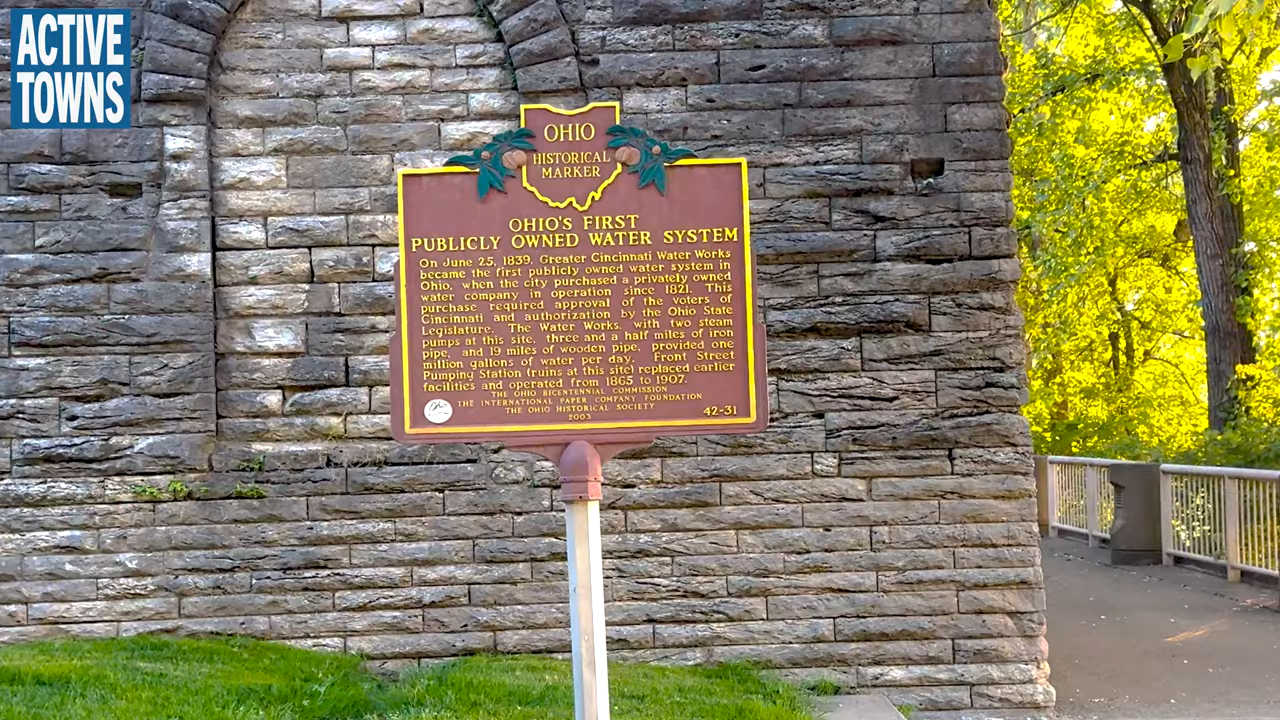 ACTIVE
TOWNS
OHIO
HISTORICAL
MARKER
OHIO'S FIRST
PUBLICLY OWNED WATER SYSTEM
On June 25, 1839, Greater Cincinnati Water Works
became the first publicly owned water system in
Ohio, when the city purchased a privately owned
water company in operation since 1821. This
purchase required approval of the voters of
Cincinnati and authorization by the Ohio State
Legislature. The Water Works, with two steam
pumps at this site, three and a half miles of iron
pipe, and 19 miles of wooden pipe, provided one
million gallons of water per day. Front Street
Pumping Station (ruins at this site) replaced earlier
facilities and operated from 1865 to 1907.
THE OHIO BICENTENNIAL COMMISSION
THE INTERNATIONAL PAPER COMPANY FOUNDATION
THE OHIO HISTORICAL SOCIETY
2003
42-31